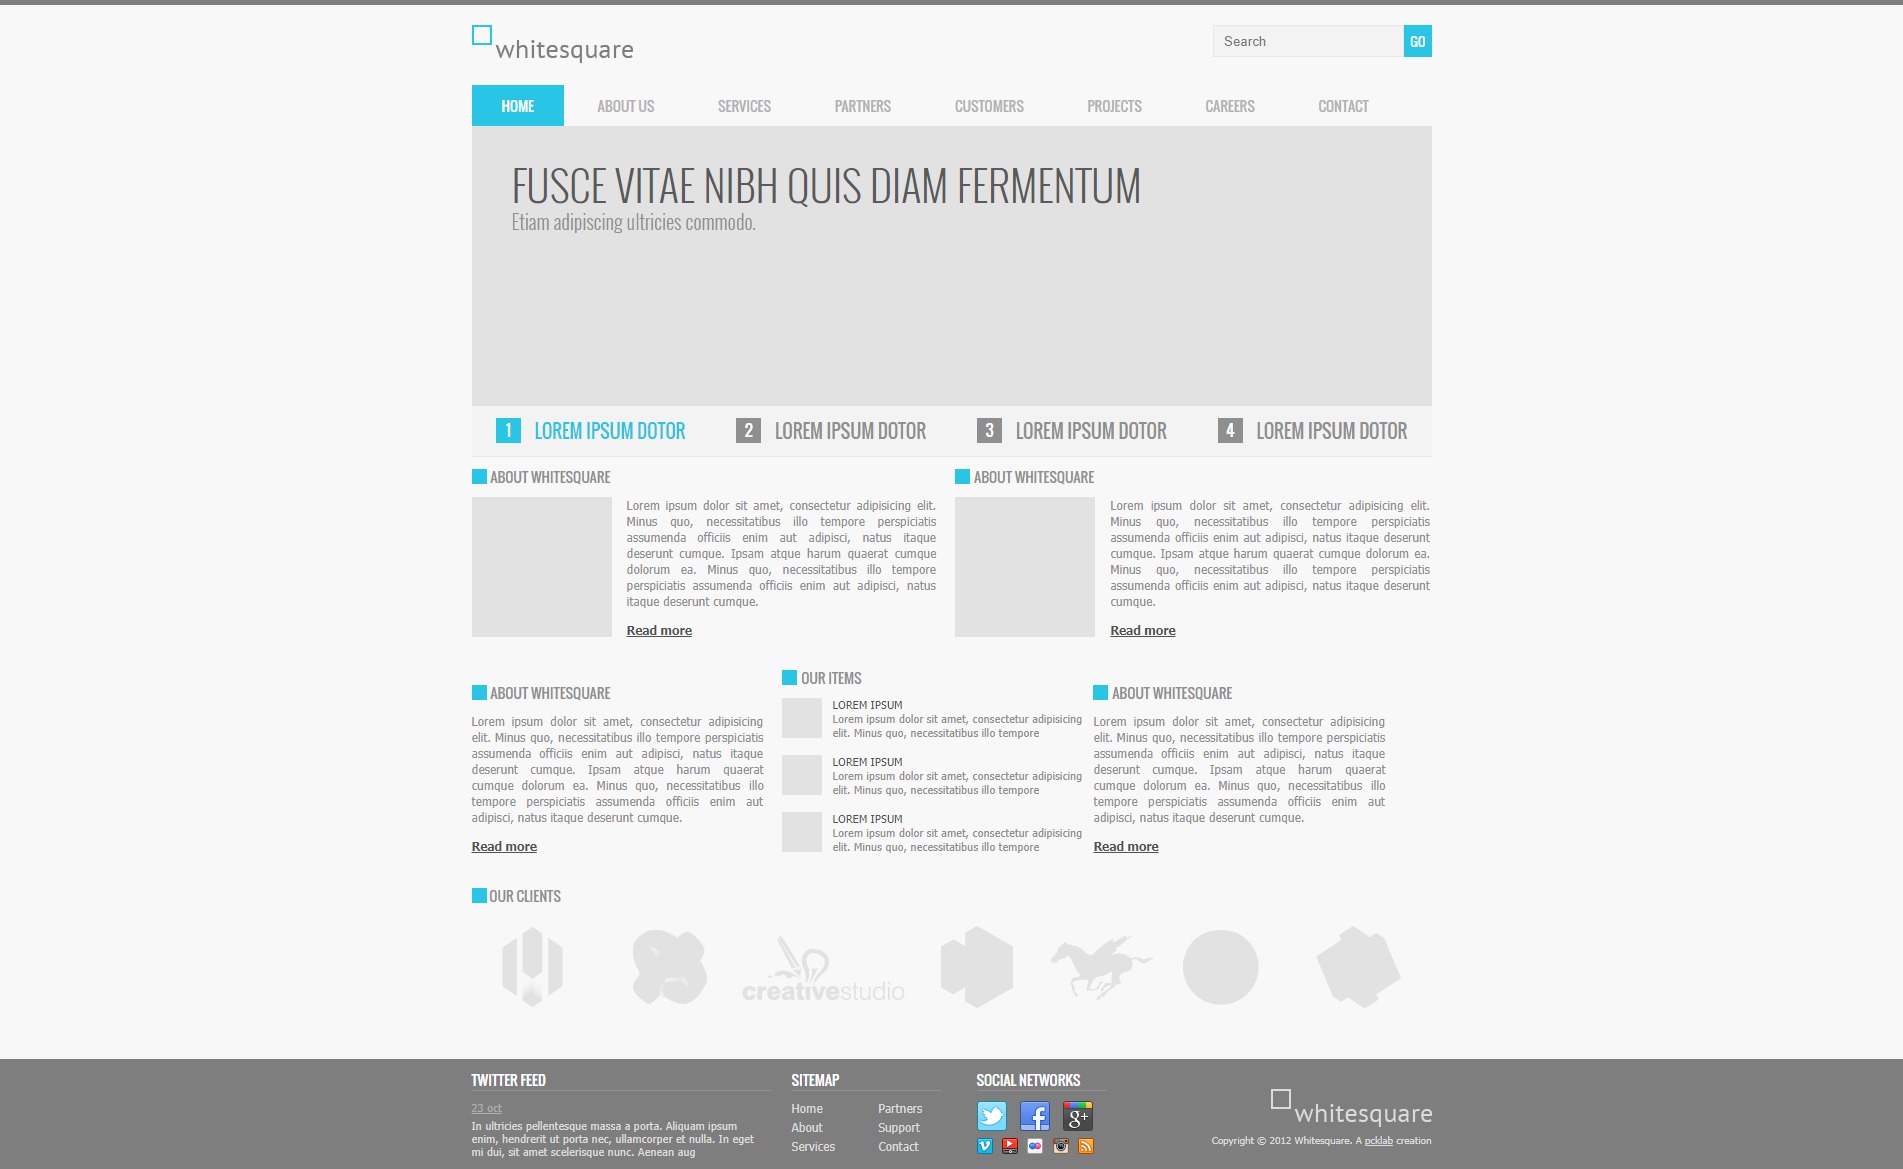 whitesquare
Search
GO
HOME
ABOUT US
SERVICES
PARTNERS
CUSTOMERS
PROJECTS
CAREERS
CONTACT
FUSCE VITAE NIBH QUIS DIAM FERMENTUM
Etiam adipiscing ultricies commodo.
1 LOREM IPSUM DOTOR
2 LOREM IPSUM DOTOR
3 LOREM IPSUM DOTOR
4 LOREM IPSUM DOTOR
ABOUT WHITESQUARE
Lorem ipsum dolor sit amet, consectetur adipisicing elit.
Minus quo, necessitatibus illo tempore perspiciatis
assumenda officiis enim aut adipisci, natus itaque
deserunt cumque. Ipsam atque harum quaerat cumque
dolorum ea. Minus quo, necessitatibus illo tempore
perspiciatis assumenda officiis enim aut adipisci, natus
itaque deserunt cumque.
Read more
ABOUT WHITESQUARE
Lorem ipsum dolor sit amet, consectetur adipisicing elit.
Minus quo, necessitatibus illo tempore perspiciatis
assumenda officiis enim aut adipisci, natus itaque deserunt
cumque. Ipsam atque harum quaerat cumque dolorum ea.
Minus quo, necessitatibus illo tempore perspiciatis
assumenda officiis enim aut adipisci, natus itaque deserunt
cumque.
Read more
ABOUT WHITESQUARE
Lorem ipsum dolor sit amet, consectetur adipisicing
elit. Minus quo, necessitatibus illo tempore perspiciatis
assumenda officiis enim aut adipisci, natus itaque
deserunt cumque. Ipsam atque harum quaerat
cumque dolorum ea. Minus quo, necessitatibus illo
tempore perspiciatis assumenda officiis enim aut
adipisci, natus itaque deserunt cumque.
Read more
OUR ITEMS
LOREM IPSUM
Lorem ipsum dolor sit amet, consectetur adipisicing
elit. Minus quo, necessitatibus illo tempore
LOREM IPSUM
Lorem ipsum dolor sit amet, consectetur adipisicing
elit. Minus quo, necessitatibus illo tempore
LOREM IPSUM
Lorem ipsum dolor sit amet, consectetur adipisicing
elit. Minus quo, necessitatibus illo tempore
ABOUT WHITESQUARE
Lorem ipsum dolor sit amet, consectetur adipisicing
elit. Minus quo, necessitatibus illo tempore perspiciatis
assumenda officiis enim aut adipisci, natus itaque
deserunt cumque. Ipsam atque harum quaerat
cumque dolorum ea. Minus quo, necessitatibus illo
tempore perspiciatis assumenda officiis enim aut
adipisci, natus itaque deserunt cumque.
Read more
OUR CLIENTS
creativestudio
TWITTER FEED
23 oct
In ultricies pellentesque massa a porta. Aliquam ipsum
enim, hendrerit ut porta nec, ullamcorper et nulla. In eget
mi dui, sit amet scelerisque nunc. Aenean aug
SITEMAP
Home
About
Services
Partners
Support
Contact
SOCIAL NETWORKS
f
g+
whitesquare
Copyright © 2012 Whitesquare. A pcklab creation